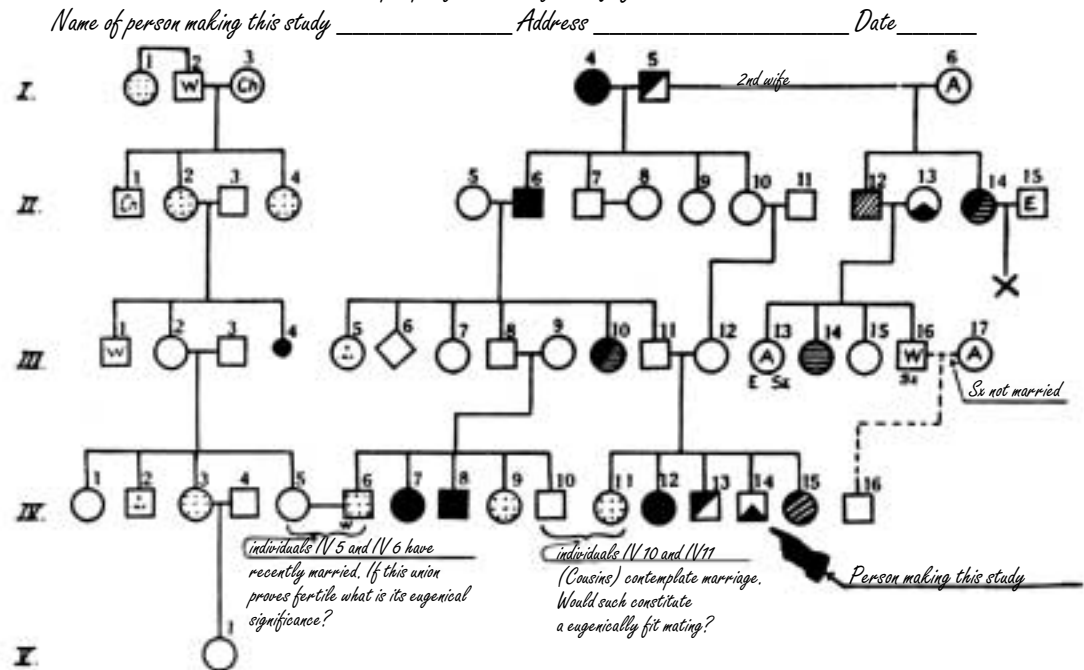 Name of person making this study ________________ Address ______________________ Date_______
1 2 3 4 5 6
I. W Ch 2nd wife A
1 2 3 4 5 6 7 8 9 10 11 12 13 14 15
II. Ch E
X
1 2 3 4 5 6 7 8 9 10 11 12 13 14 15 16 17
III. W A W A
E Sx Sx
Sx not married
1 2 3 4 5 6 7 8 9 10 11 12 13 14 15 16
IV.
w
individuals IV 5 and IV 6 have
recently married. If this union
proves fertile what is its eugenical
significance?
individuals IV 10 and IV11
(Cousins) contemplate marriage.
Would such constitute
a eugenically fit mating?
Person making this study
1
V.